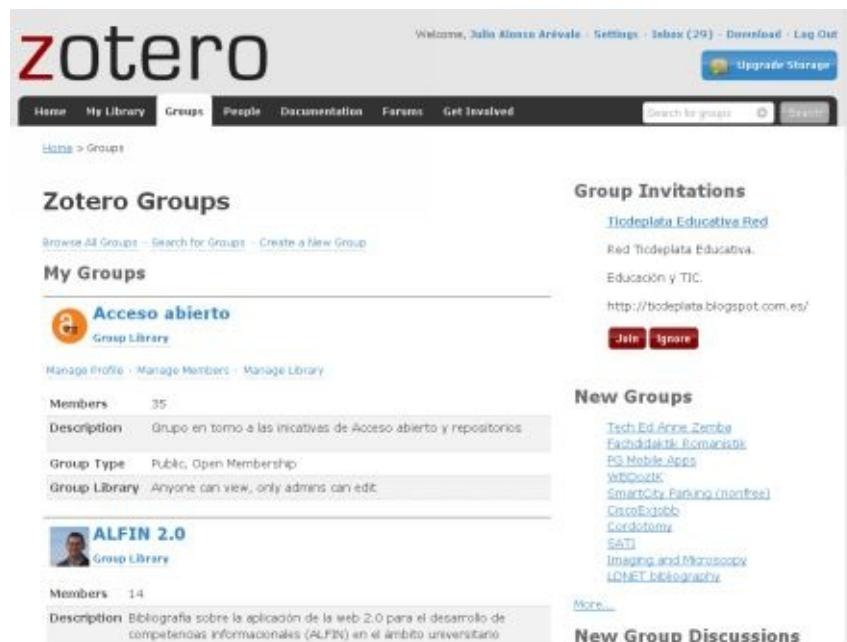 zotero
Welcome, Julio Alonso Arévalo · Settings · Inbox (29) · Download · Log Out
Upgrade Storage
Home My Library Groups People Documentation Forums Get Involved
Search for groups Search
Home > Groups
Zotero Groups
Browse All Groups · Search for Groups · Create a New Group
My Groups
Acceso abierto
Group Library
Manage Profile · Manage Members · Manage Library
Members 35
Description Grupo en torno a las inicativas de Acceso abierto y repositorios
Group Type Public, Open Membership
Group Library Anyone can view, only admins can edit
ALFIN 2.0
Group Library
Members 14
Description Bibliografia sobre la aplicación de la web 2.0 para el desarrollo de
competencias informacionales (ALFIN) en el ámbito universitario
Group Invitations
Ticdeplata Educativa Red
Red Ticdeplata Educativa.
Educación y TIC.
http://ticdeplata.blogspot.com.es/
Join Ignore
New Groups
Tech Ed Anne Zemba
Fachdidaktik Romanistik
PG Mobile Apps
SmartCity Parking (nonfree)
CiscoExjobb
Cordotomy
SATI
Imaging and Microscopy
LDNET bibliography
More...
New Group Discussions